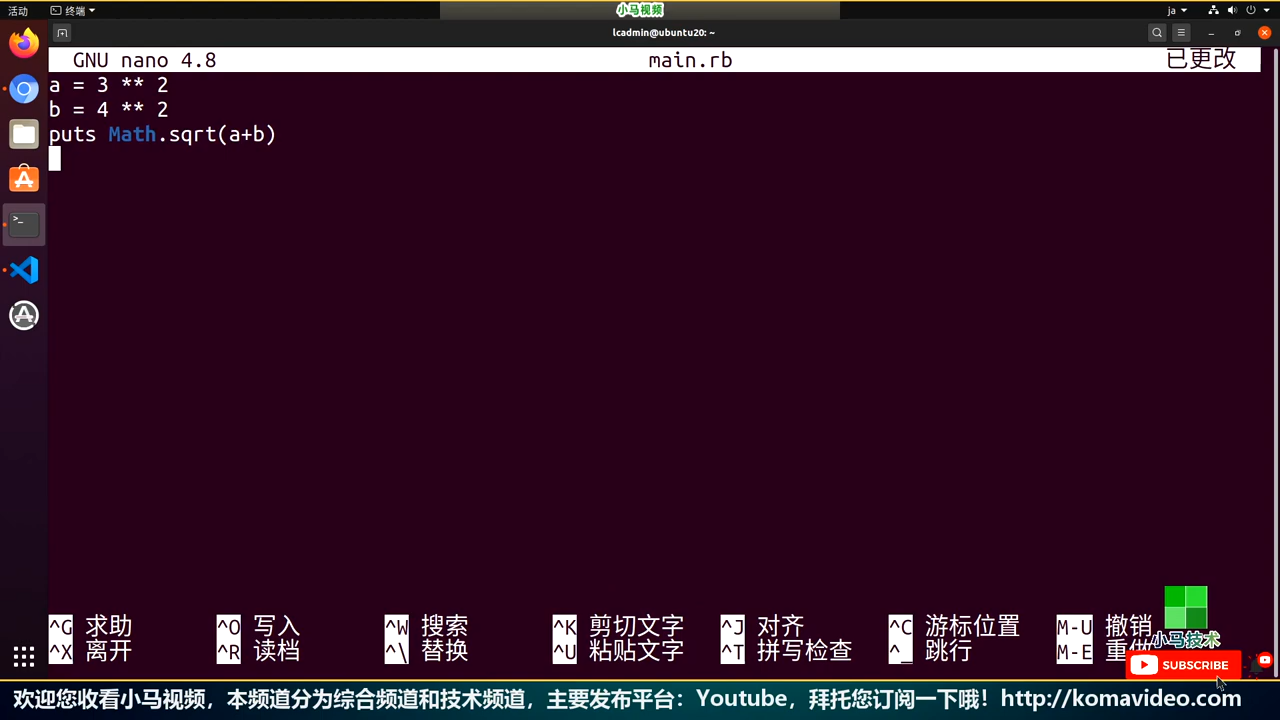 活动 终端 小马视频 ja
lcadmin@ubuntu20: ~
GNU nano 4.8 main.rb 已更改
a = 3 ** 2
b = 4 ** 2
puts Math.sqrt(a+b)
^G 求助 ^O 写入 ^W 搜索 ^K 剪切文字 ^J 对齐 ^C 游标位置 M-U 撤销
^X 离开 ^R 读档 ^\ 替换 ^U 粘贴文字 ^T 拼写检查 ^_ 跳行 M-E 重做
小马技术
SUBSCRIBE
欢迎您收看小马视频，本频道分为综合频道和技术频道，主要发布平台：Youtube，拜托您订阅一下哦！http://komavideo.com